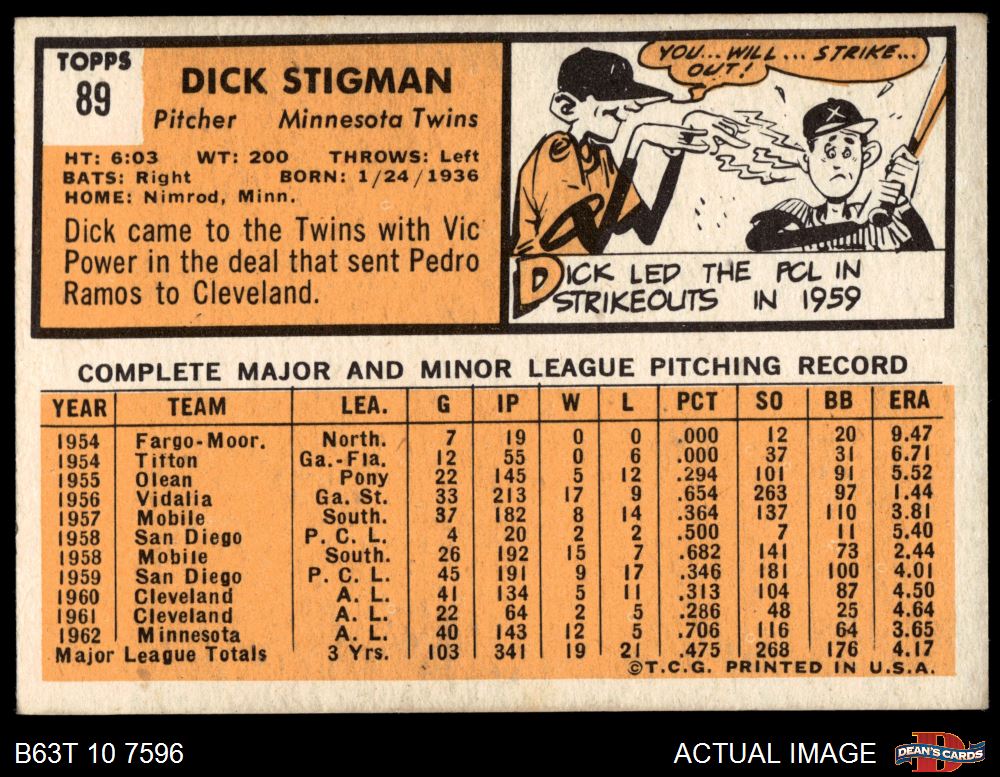 TOPPS
89
DICK STIGMAN
Pitcher Minnesota Twins
HT: 6:03 WT: 200 THROWS: Left
BATS: Right BORN: 1/24/1936
HOME: Nimrod, Minn.
Dick came to the Twins with Vic
Power in the deal that sent Pedro
Ramos to Cleveland.
YOU... WILL... STRIKE...
OUT!
DICK LED THE PCL IN
STRIKEOUTS IN 1959
COMPLETE MAJOR AND MINOR LEAGUE PITCHING RECORD
YEAR TEAM LEA. G IP W L PCT SO BB ERA
1954 Fargo-Moor. North. 7 19 0 0 .000 12 20 9.47
1954 Tifton Ga.-Fla. 12 55 0 6 .000 37 31 6.71
1955 Olean Pony 22 145 5 12 .294 101 91 5.52
1956 Vidalia Ga. St. 33 213 17 9 .654 263 97 1.44
1957 Mobile South. 37 182 8 14 .364 137 110 3.81
1958 San Diego P. C. L. 4 20 2 2 .500 7 11 5.40
1958 Mobile South. 26 192 15 7 .682 141 73 2.44
1959 San Diego P. C. L. 45 191 9 17 .346 181 100 4.01
1960 Cleveland A. L. 41 134 5 11 .313 104 87 4.50
1961 Cleveland A. L. 22 64 2 5 .286 48 25 4.64
1962 Minnesota A. L. 40 143 12 5 .706 116 64 3.65
Major League Totals 3 Yrs. 103 341 19 21 .475 268 176 4.17
©T.C.G. PRINTED IN U.S.A.
B63T 10 7596 ACTUAL IMAGE DEAN'S CARDS